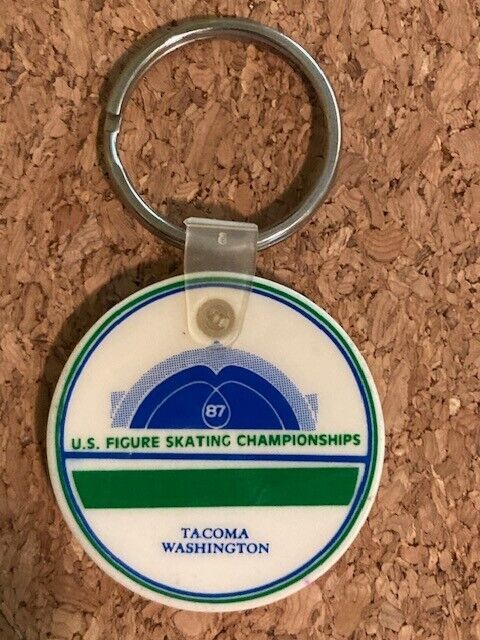 87
U.S. FIGURE SKATING CHAMPIONSHIPS
TACOMA
WASHINGTON